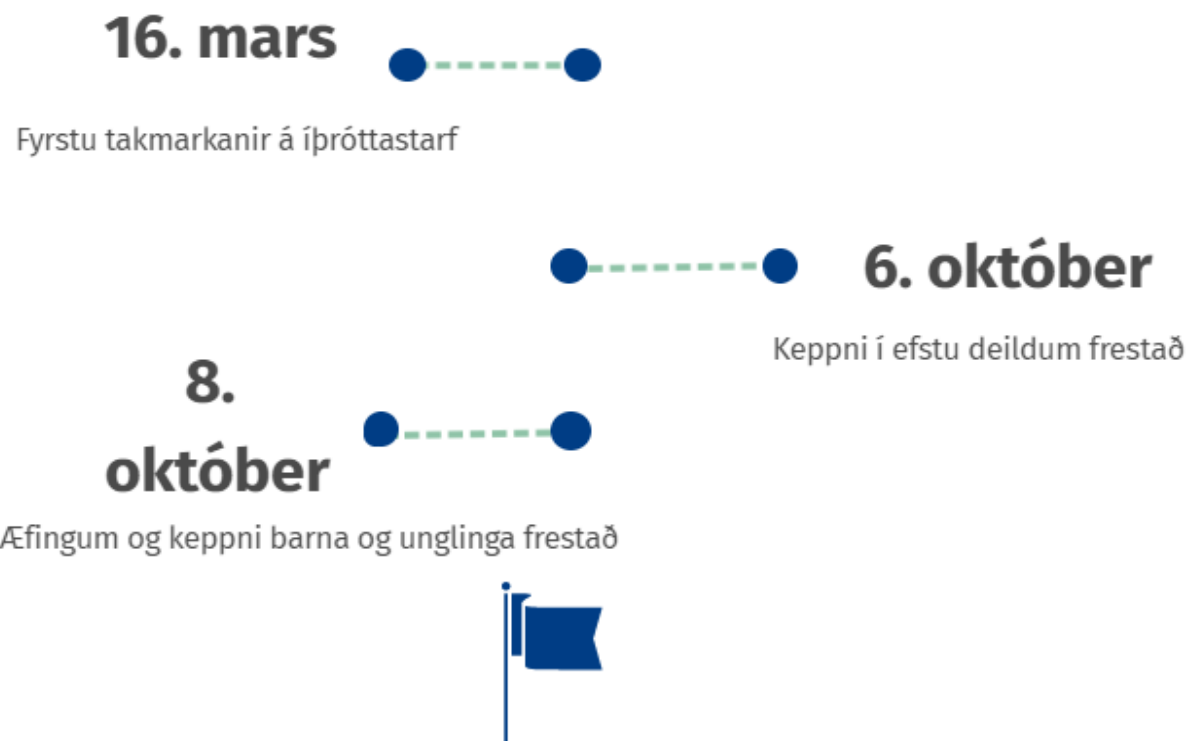 16. mars
Fyrstu takmarkanir á íþróttastarf
6. október
Keppni í efstu deildum frestað
8.
október
Æfingum og keppni barna og unglinga frestað